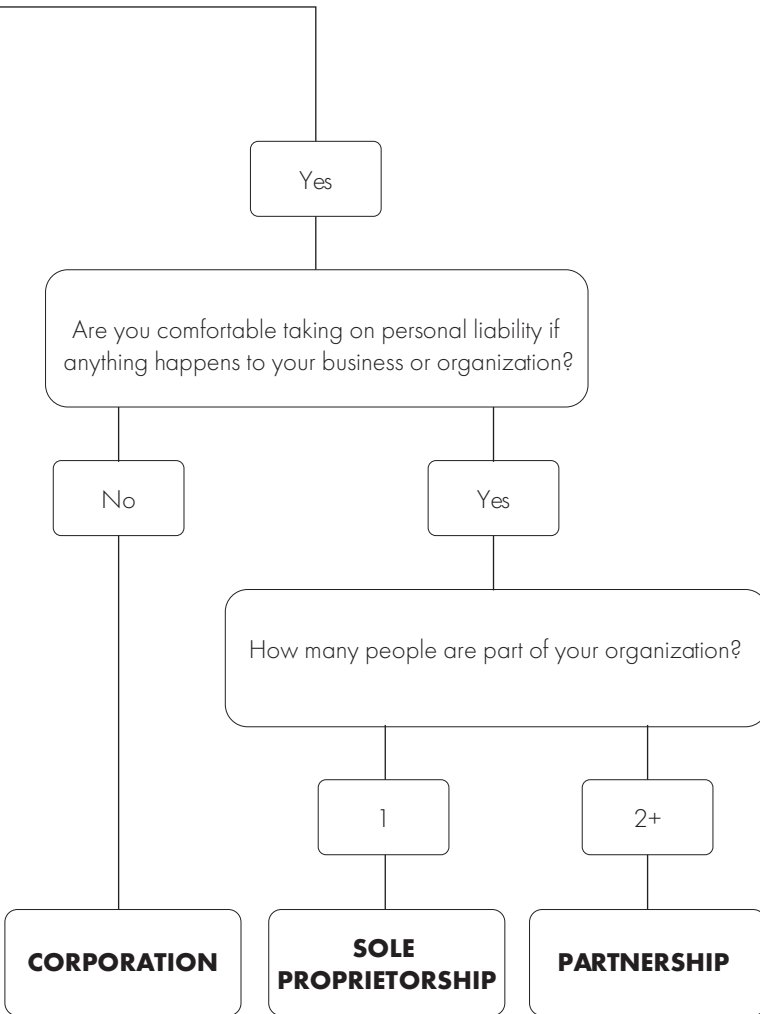 Yes
Are you comfortable taking on personal liability if
anything happens to your business or organization?
No
Yes
How many people are part of your organization?
1
2+
CORPORATION
SOLE
PROPRIETORSHIP
PARTNERSHIP